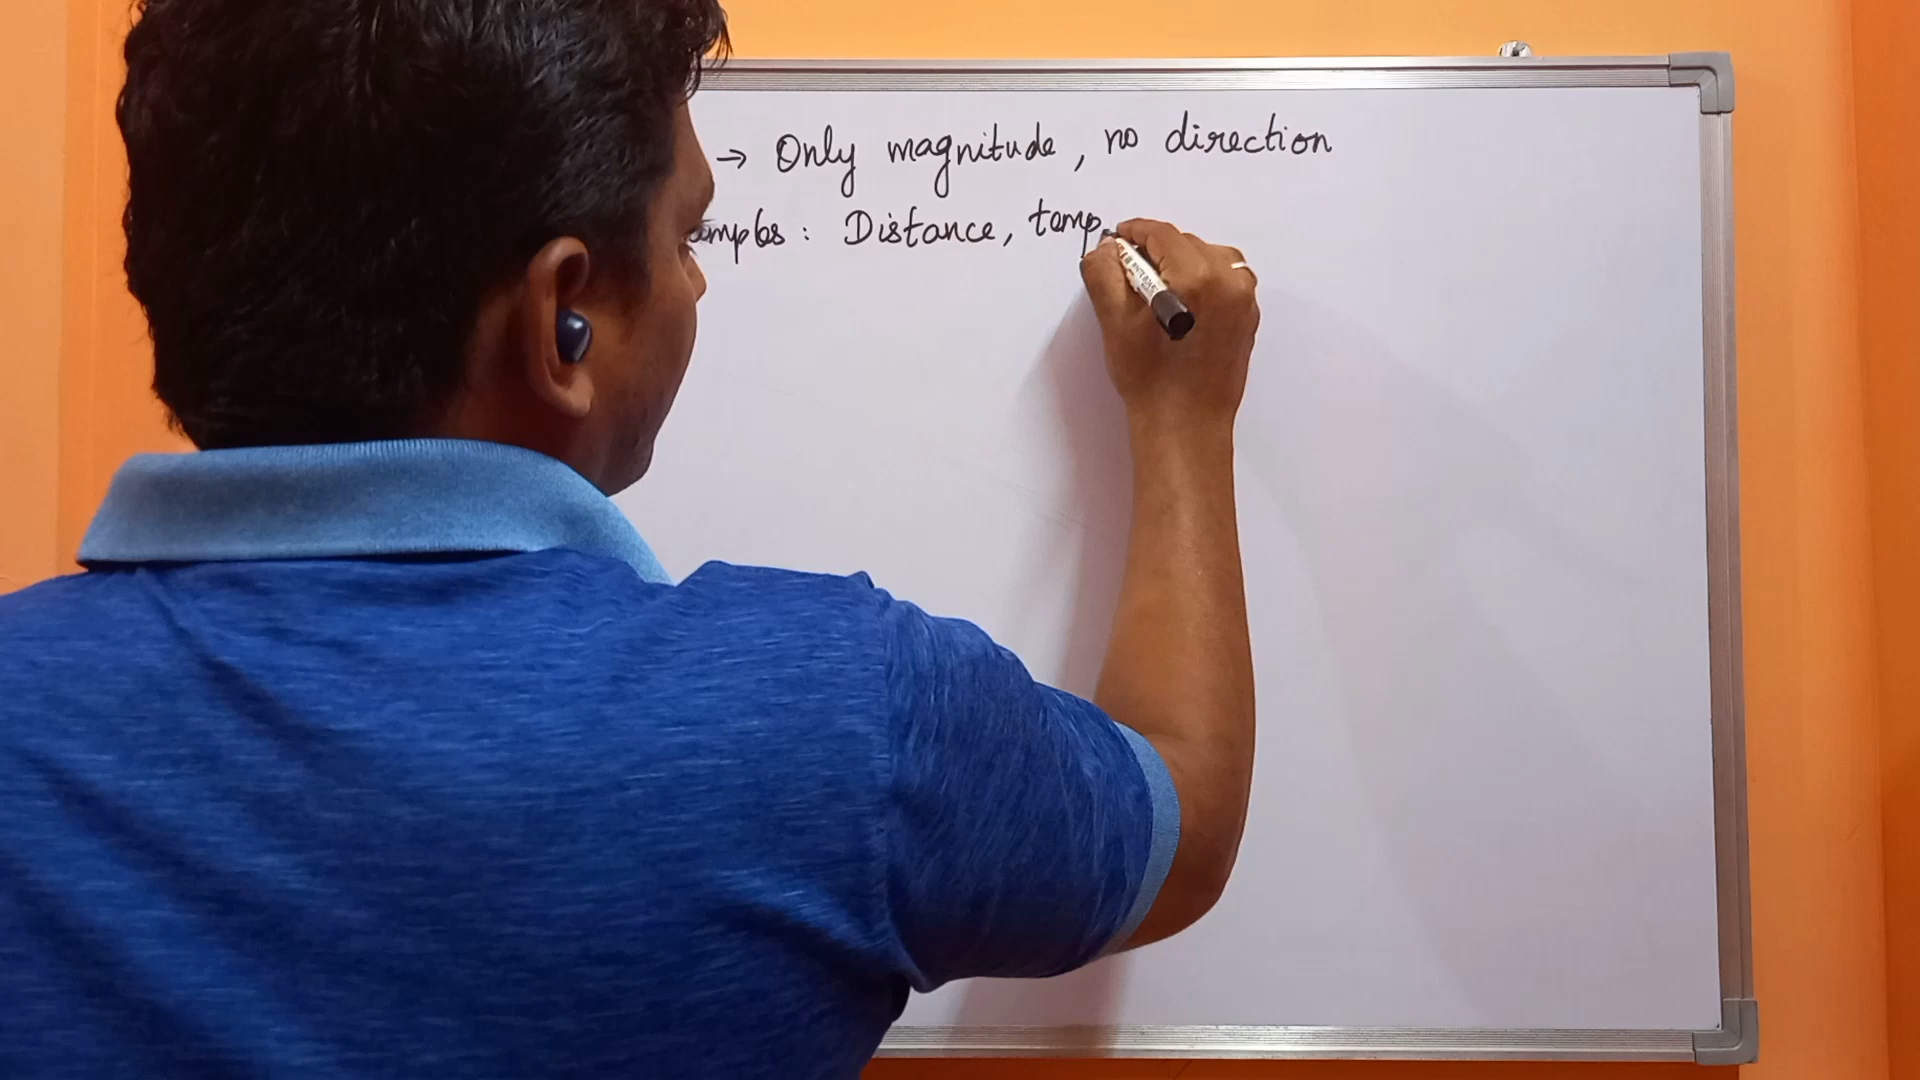 → Only magnitude, no direction
: Distance, temp